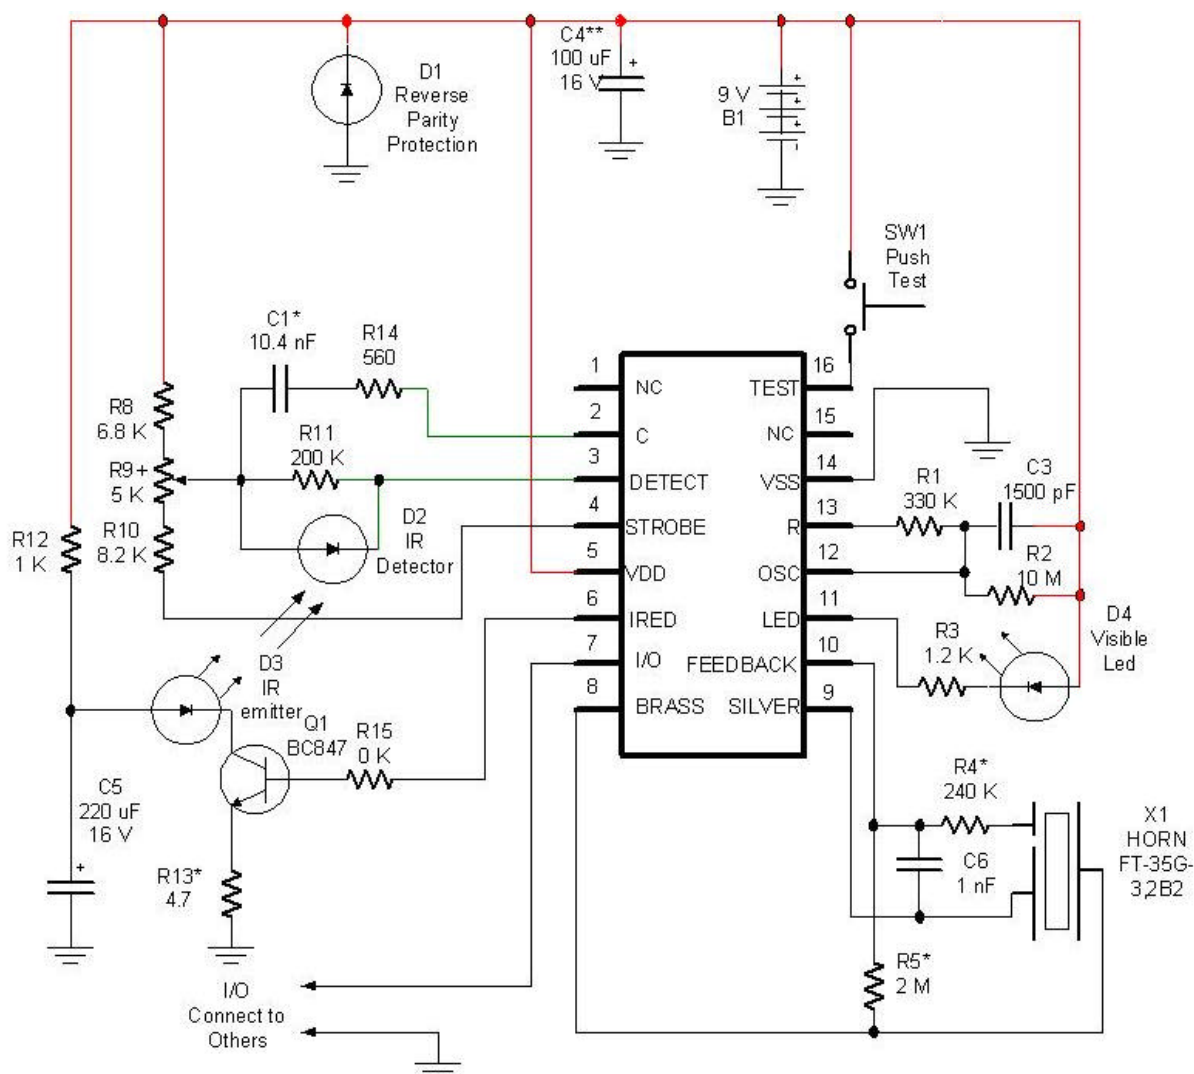 D1
Reverse
Parity
Protection
C4**
100 uF
16 V
+
9 V
B1
+
+
+
-
SW1
Push
Test
C1*
10.4 nF
R14
560
R8
6.8 K
R9+
5 K
R10
8.2 K
R11
200 K
D2
IR
Detector
R12
1 K
D3
IR
emitter
Q1
BC847
R15
0 K
C5
220 uF
16 V
+
R13*
4.7
I/O
Connect to
Others
1
NC
2
C
3
DETECT
4
STROBE
5
VDD
6
IRED
7
I/O
8
BRASS
16
TEST
15
NC
14
VSS
13
R
12
OSC
11
LED
10
FEEDBACK
9
SILVER
R1
330 K
C3
1500 pF
R2
10 M
R3
1.2 K
D4
Visible
Led
R4*
240 K
C6
1 nF
R5*
2 M
X1
HORN
FT-35G-
3,2B2